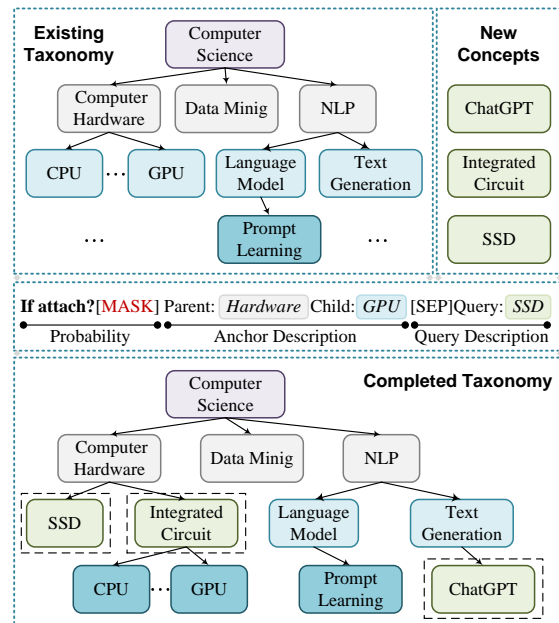 Existing
Taxonomy
Computer
Science
New
Concepts
Computer
Hardware
Data Minig
NLP
ChatGPT
CPU
...
GPU
Language
Model
Text
Generation
Integrated
Circuit
...
Prompt
Learning
...
SSD
If attach?[MASK] Parent: Hardware Child: GPU [SEP]Query: SSD
Probability
Anchor Description
Query Description
Completed Taxonomy
Computer
Science
Computer
Hardware
Data Minig
NLP
SSD
Integrated
Circuit
Language
Model
Text
Generation
CPU
...
GPU
Prompt
Learning
ChatGPT